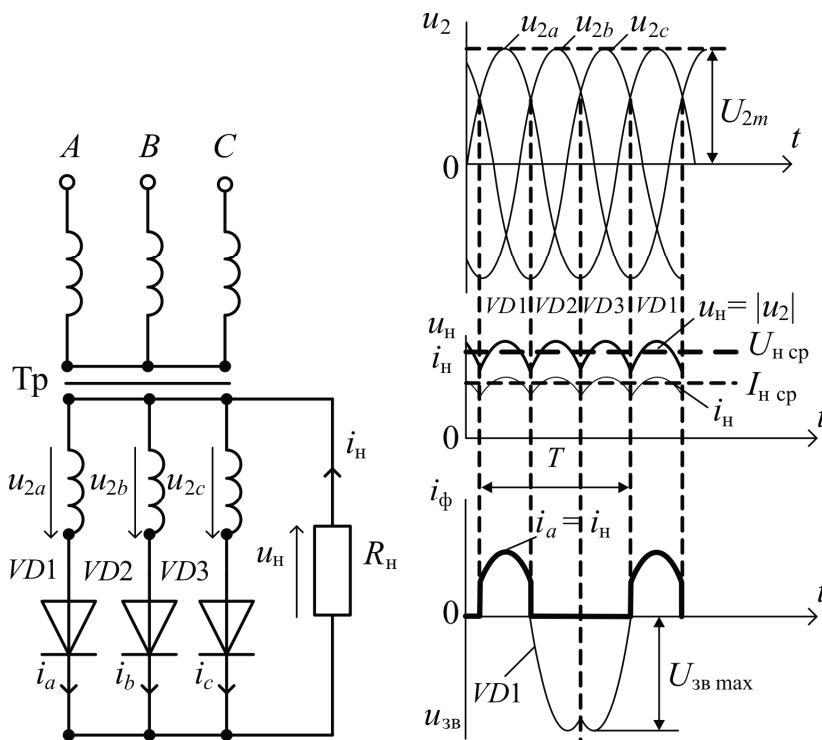 A B C
Тр
u2a u2b u2c
iн
uн Rн
VD1 VD2 VD3
ia ib ic
u2 u2a u2b u2c
U2m
t
0
VD1 VD2 VD3 VD1
uн= |u2|
uн
iн
Uн ср
Iн ср
iн
0 t
T
iф
ia = iн
0 t
VD1
Uзв max
uзв